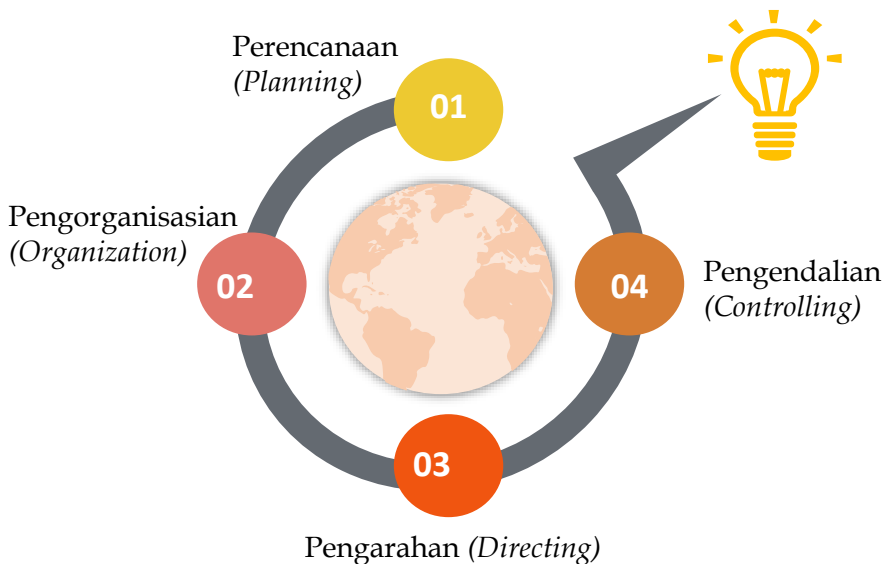 Perencanaan
(Planning)
01
Pengorganisasian
(Organization)
02
03
Pengarahan (Directing)
04
Pengendalian
(Controlling)